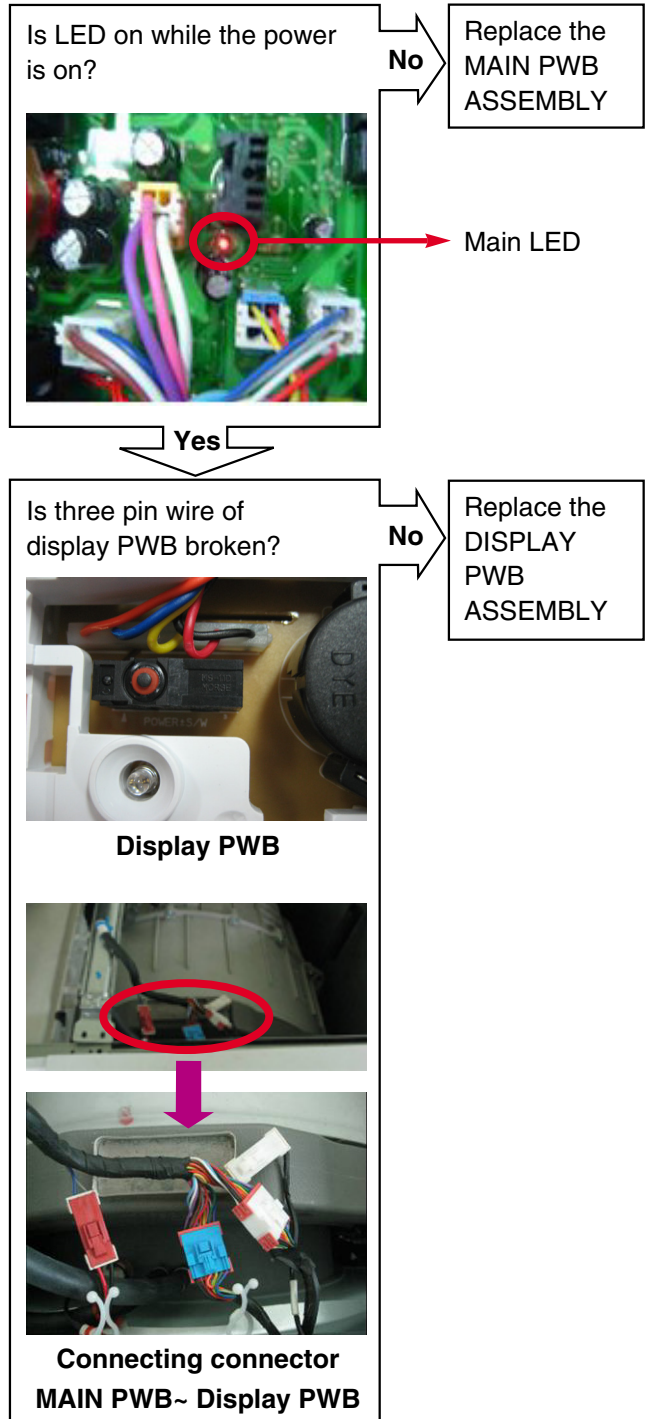 Is LED on while the power
is on?
No
Replace the
MAIN PWB
ASSEMBLY
Main LED
Yes
Is three pin wire of
display PWB broken?
No
Replace the
DISPLAY
PWB
ASSEMBLY
POWER S/W
DYE
Display PWB
Connecting connector
MAIN PWB~ Display PWB